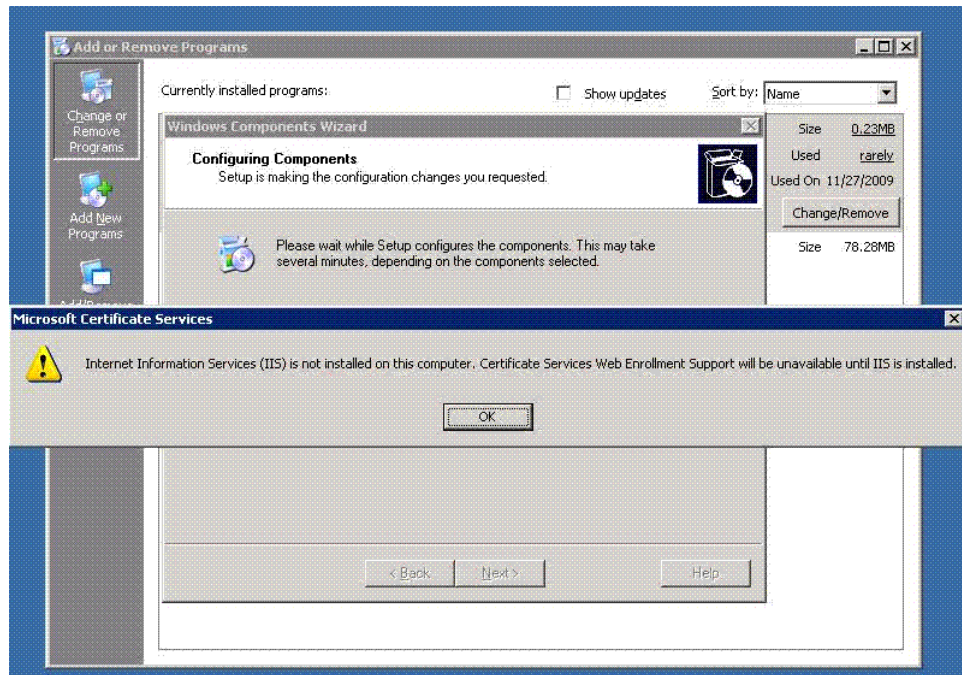 Add or Remove Programs
Change or
Remove
Programs
Add New
Programs
Currently installed programs:
Show updates
Sort by:
Name
Size
0.23MB
Used
rarely
Used On 11/27/2009
Change/Remove
Size
78.28MB
Windows Components Wizard
Configuring Components
Setup is making the configuration changes you requested.
Please wait while Setup configures the components. This may take
several minutes, depending on the components selected.
Microsoft Certificate Services
Internet Information Services (IIS) is not installed on this computer. Certificate Services Web Enrollment Support will be unavailable until IIS is installed.
OK
< Back
Next >
Help